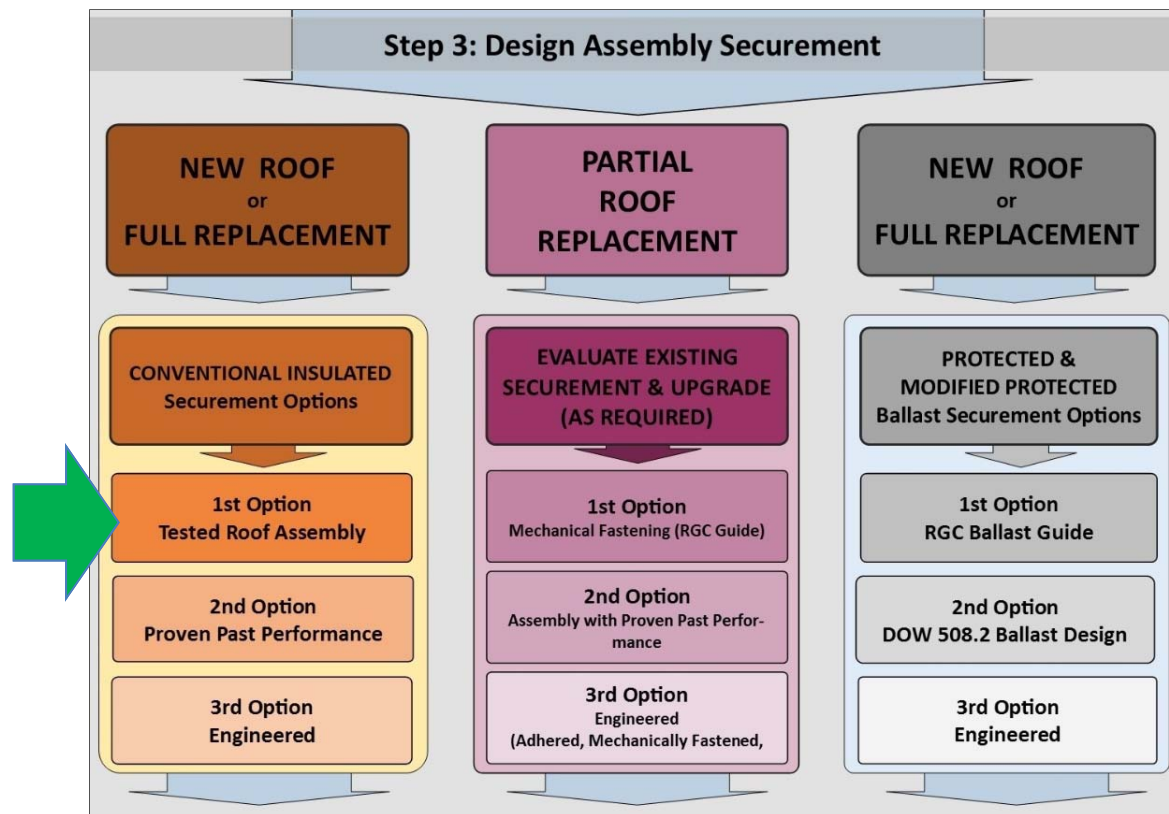 Step 3: Design Assembly Securement
NEW ROOF
or
FULL REPLACEMENT
CONVENTIONAL INSULATED
Securement Options
1st Option
Tested Roof Assembly
2nd Option
Proven Past Performance
3rd Option
Engineered
PARTIAL
ROOF
REPLACEMENT
EVALUATE EXISTING
SECUREMENT & UPGRADE
(AS REQUIRED)
1st Option
Mechanical Fastening (RGC Guide)
2nd Option
Assembly with Proven Past Perfor-
mance
3rd Option
Engineered
(Adhered, Mechanically Fastened,
NEW ROOF
or
FULL REPLACEMENT
PROTECTED &
MODIFIED PROTECTED
Ballast Securement Options
1st Option
RGC Ballast Guide
2nd Option
DOW 508.2 Ballast Design
3rd Option
Engineered